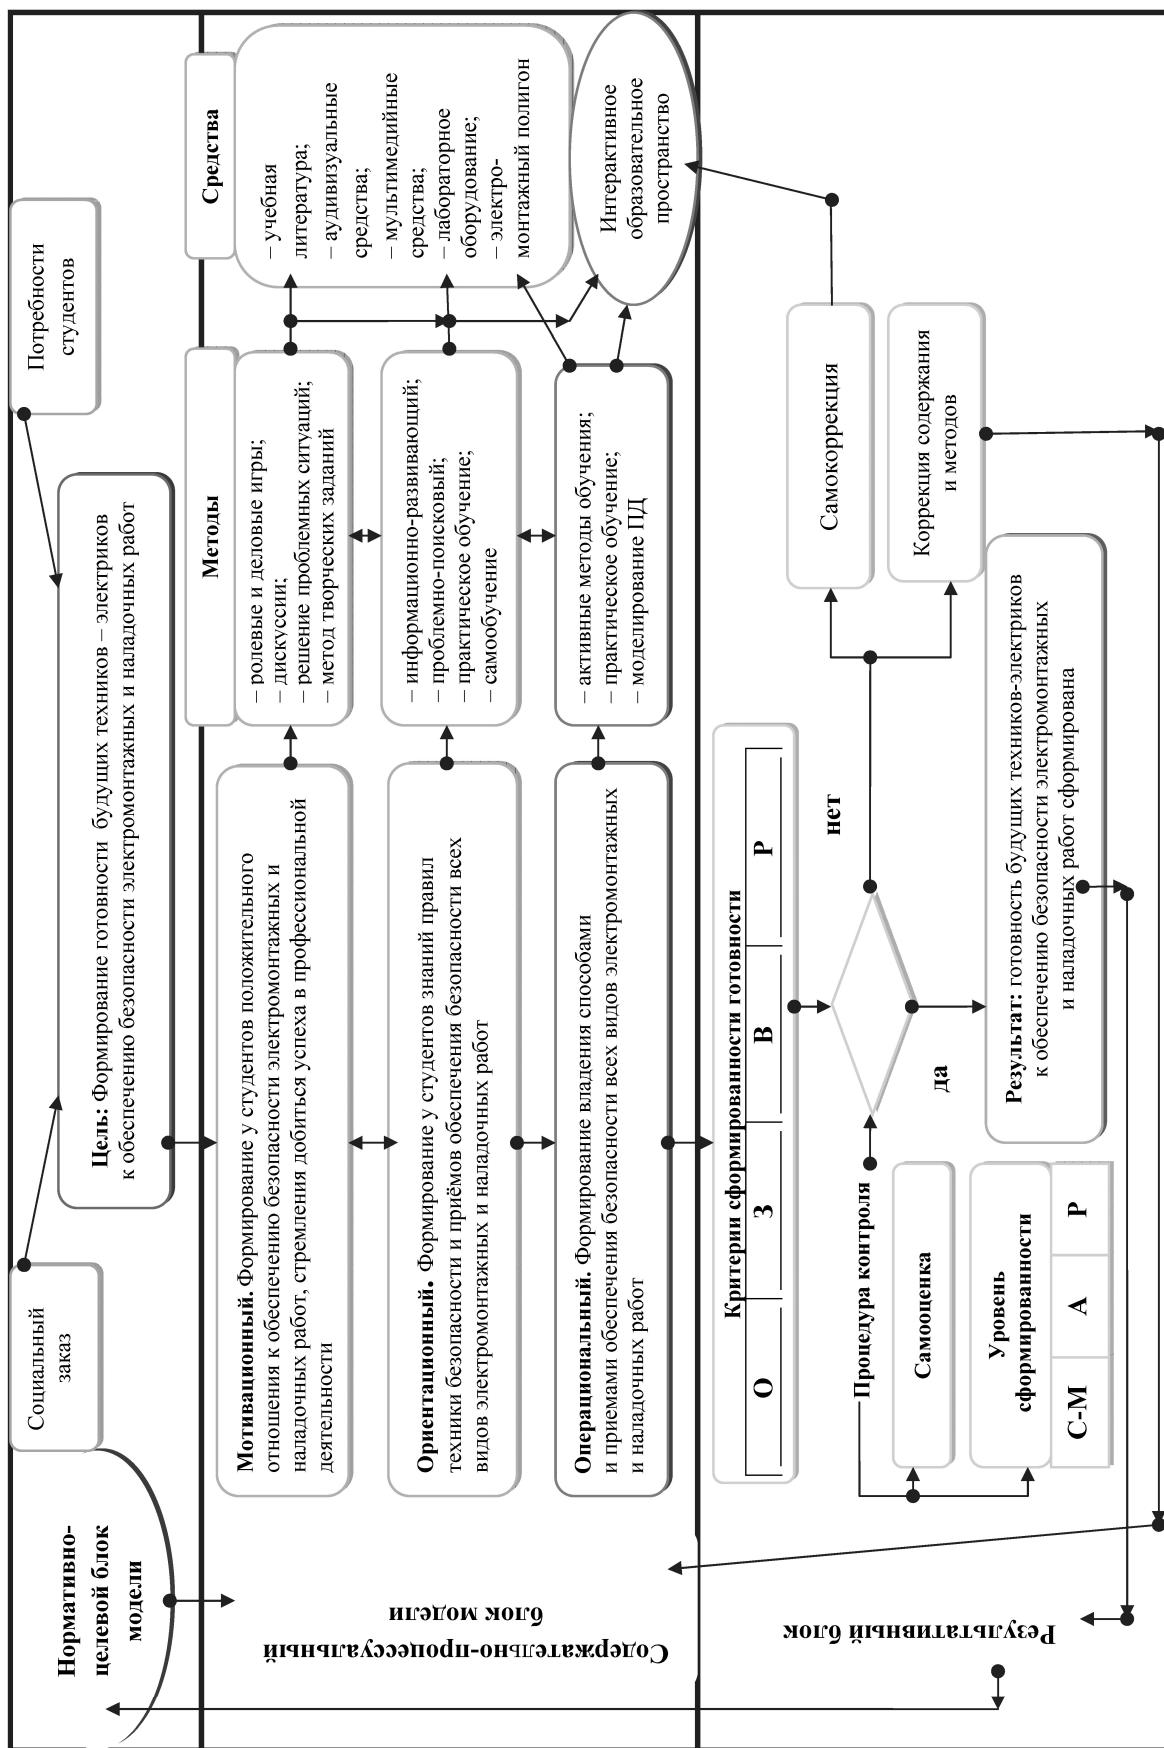 Нормативно-
целевой блок
модели
Социальный
заказ
Цель: Формирование готовности будущих техников – электриков
к обеспечению безопасности электромонтажных и наладочных работ
Потребности
студентов
Содержательно-процессуальный
блок модели
Мотивационный. Формирование у студентов положительного
отношения к обеспечению безопасности электромонтажных и
наладочных работ, стремления добиться успеха в профессиональной
деятельности
Ориентационный. Формирование у студентов знаний правил
техники безопасности и приёмов обеспечения безопасности всех
видов электромонтажных и наладочных работ
Операциональный. Формирование владения способами
и приемами обеспечения безопасности всех видов электромонтажных
и наладочных работ
Методы
– ролевые и деловые игры;
– дискуссии;
– решение проблемных ситуаций;
– метод творческих заданий
– информационно-развивающий;
– проблемно-поисковый;
– практическое обучение;
– самообучение
– активные методы обучения;
– практическое обучение;
– моделирование ПД
Средства
– учебная
литература;
– аудивизуальные
средства;
– мультимедийные
средства;
– лабораторное
оборудование;
– электро-
монтажный полигон
Интерактивное
образовательное
пространство
Результативный блок
Критерии сформированности готовности
О З В Р
Процедура контроля
Самооценка
Уровень
сформированности
С-М А Р
да
нет
Самокоррекция
Коррекция содержания
и методов
Результат: готовность будущих техников-электриков
к обеспечению безопасности электромонтажных
и наладочных работ сформирована